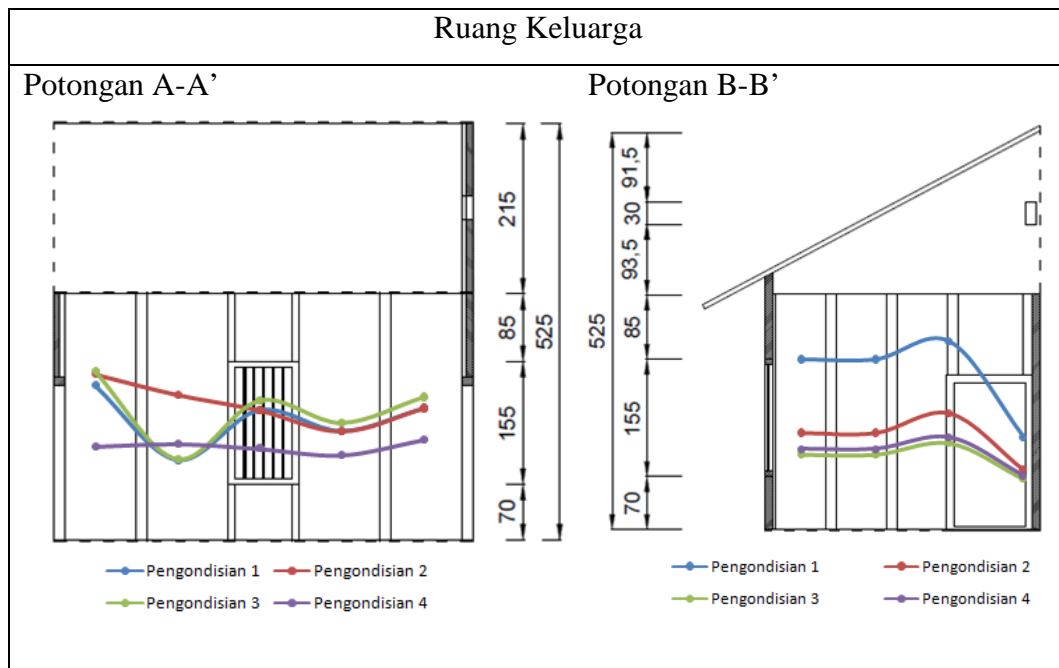 Ruang Keluarga
Potongan A-A’
215
85
155
70
525
Pengondisian 1
Pengondisian 2
Pengondisian 3
Pengondisian 4
Potongan B-B’
525
91,5
30
93,5
85
155
70
Pengondisian 1
Pengondisian 2
Pengondisian 3
Pengondisian 4